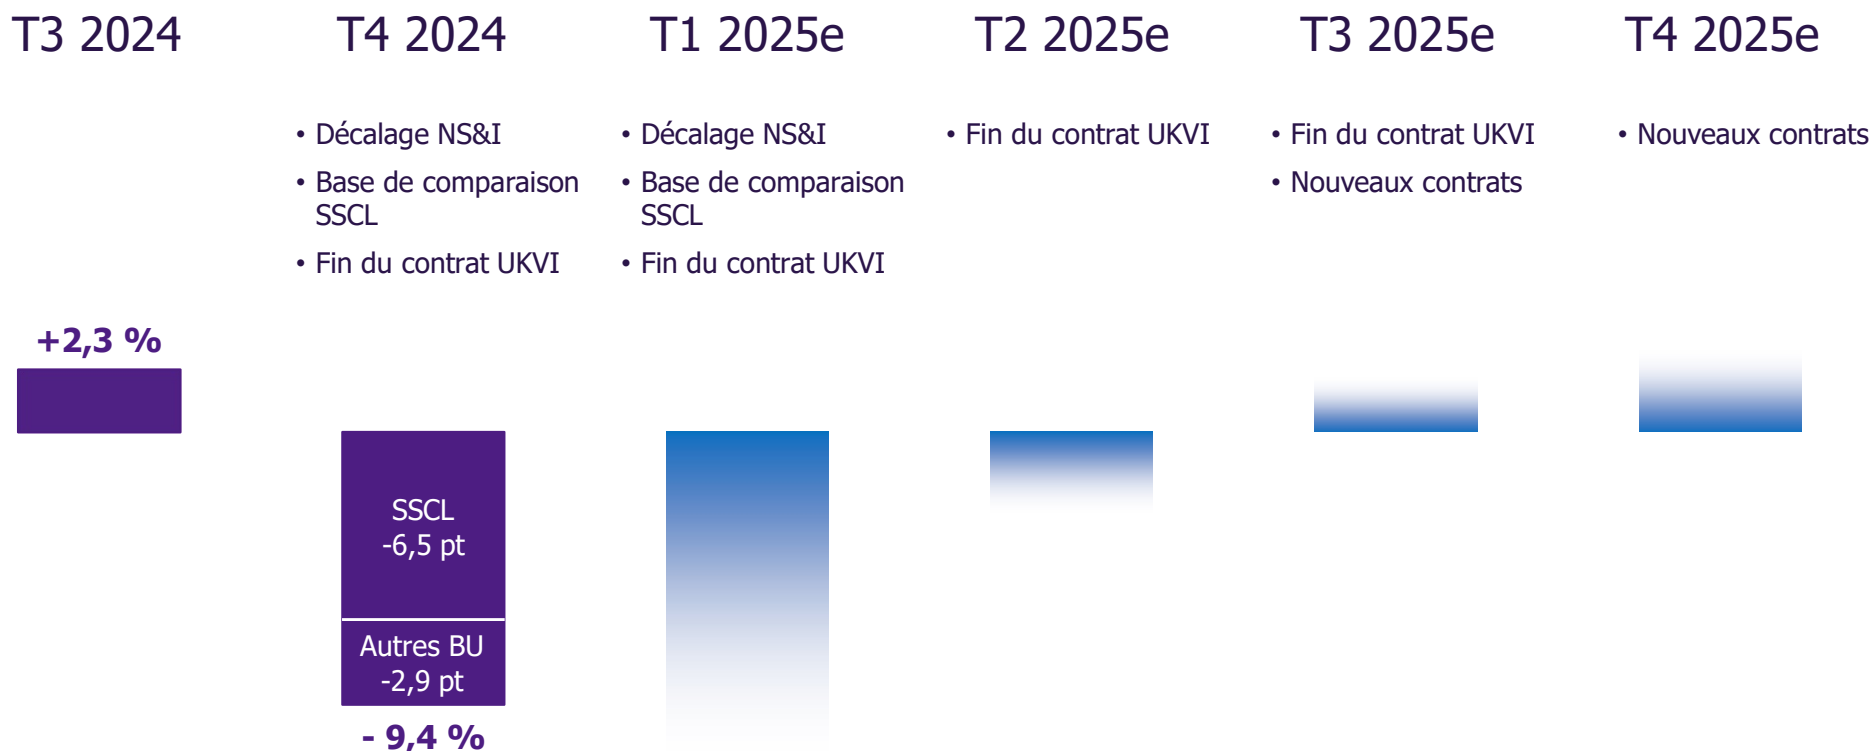 T3 2024
T4 2024
T1 2025e
T2 2025e
T3 2025e
T4 2025e
• Décalage NS&I
• Base de comparaison
SSCL
• Fin du contrat UKVI
• Décalage NS&I
• Base de comparaison
SSCL
• Fin du contrat UKVI
• Fin du contrat UKVI
• Fin du contrat UKVI
• Nouveaux contrats
• Nouveaux contrats
+2,3 %
SSCL
-6,5 pt
Autres BU
-2,9 pt
- 9,4 %